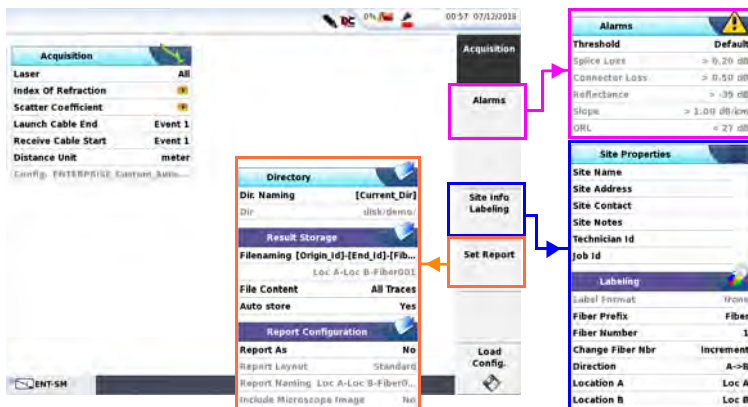 DC 0% 00:57 07/12/2018
Acquisition
Laser All
Index Of Refraction
Scatter Coefficient
Launch Cable End Event 1
Receive Cable Start Event 1
Distance Unit meter
Config. ENTERPRISE_Custom_Auto...
ENT-SM
Directory
Dir. Naming [Current_Dir]
Dir disk/demo/
Result Storage
Filenaming [Origin_Id]-[End_Id]-[Fib...
Loc A-Loc B-Fiber001
File Content All Traces
Auto store Yes
Report Configuration
Report As No
Report Layout Standard
Report Naming Loc A-Loc B-Fiber0...
Include Microscope Image No
Acquisition
Alarms
Site Info
Labeling
Set Report
Load
Config.
Alarms
Threshold Default
Splice Loss > 0.20 dB
Connector Loss > 0.50 dB
Reflectance > -35 dB
Slope > 1.00 dB/km
ORL < 27 dB
Site Properties
Site Name
Site Address
Site Contact
Site Notes
Technician Id
Job Id
Labeling
Label Format None
Fiber Prefix Fiber
Fiber Number 1
Change Fiber Nbr Increment
Direction A->B
Location A Loc A
Location B Loc B